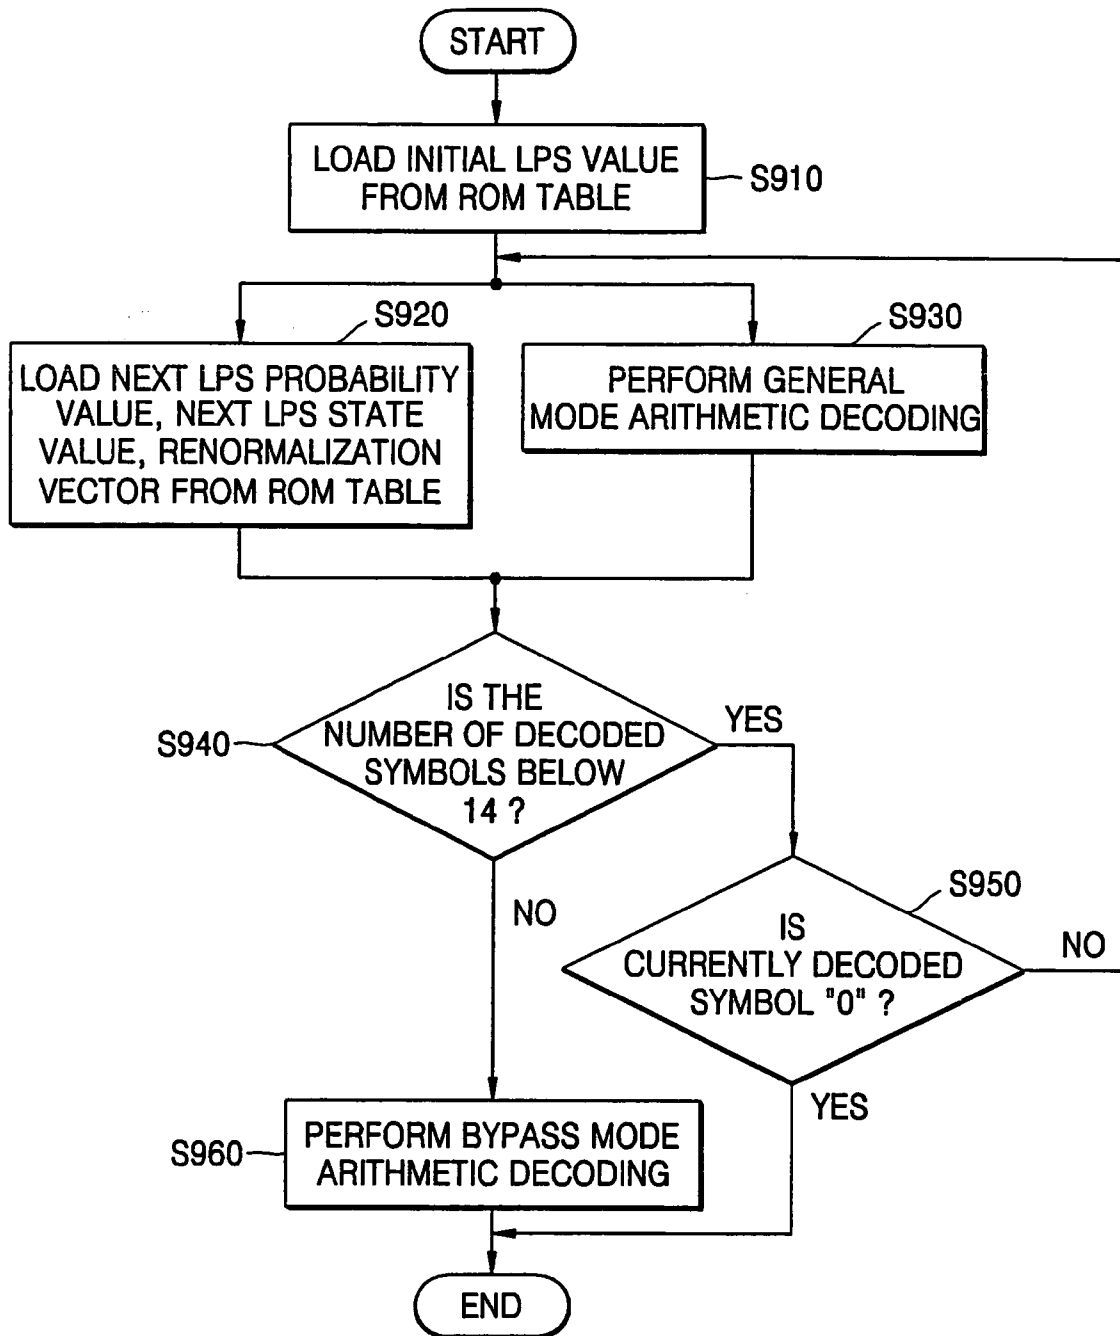 START
LOAD INITIAL LPS VALUE
FROM ROM TABLE
S910
S920
LOAD NEXT LPS PROBABILITY
VALUE, NEXT LPS STATE
VALUE, RENORMALIZATION
VECTOR FROM ROM TABLE
S930
PERFORM GENERAL
MODE ARITHMETIC DECODING
S940
IS THE
NUMBER OF DECODED
SYMBOLS BELOW
14 ?
YES
NO
S950
IS
CURRENTLY DECODED
SYMBOL "0" ?
NO
YES
S960
PERFORM BYPASS MODE
ARITHMETIC DECODING
END